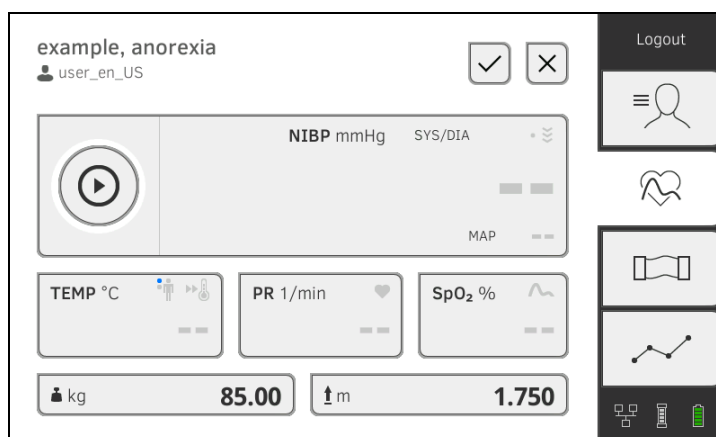 example, anorexia
user_en_US
Logout
NIBP mmHg SYS/DIA
-- --
MAP --
TEMP °C
--
PR 1/min
--
SpO₂ %
--
kg 85.00
m 1.750